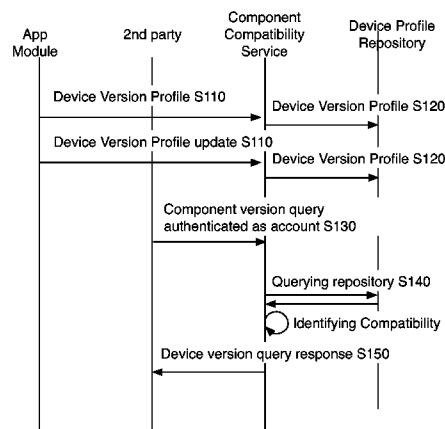 App
Module
2nd party
Component
Compatibility
Service
Device Profile
Repository
Device Version Profile S110
Device Version Profile S120
Device Version Profile update S110
Device Version Profile S120
Component version query
authenticated as account S130
Querying repository S140
Identifying Compatibility
Device version query response S150